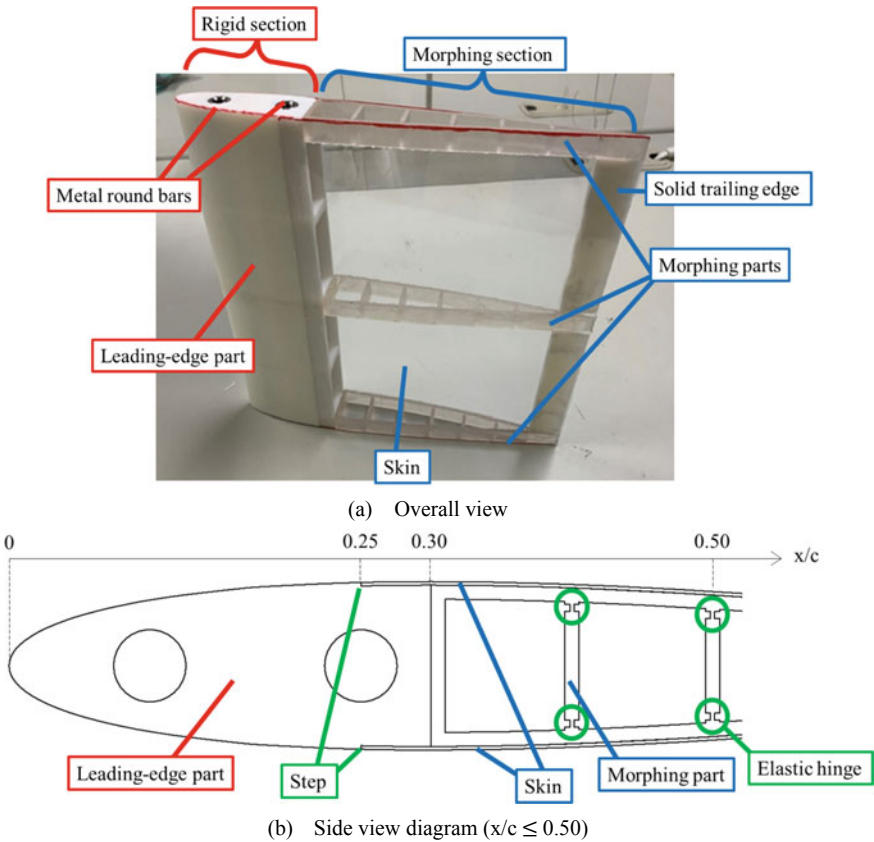 Rigid section
Morphing section
Metal round bars
Solid trailing edge
Morphing parts
Leading-edge part
Skin
(a) Overall view
0
0.25
0.30
0.50
x/c
Leading-edge part
Step
Skin
Morphing part
Elastic hinge
(b) Side view diagram (x/c ≤ 0.50)